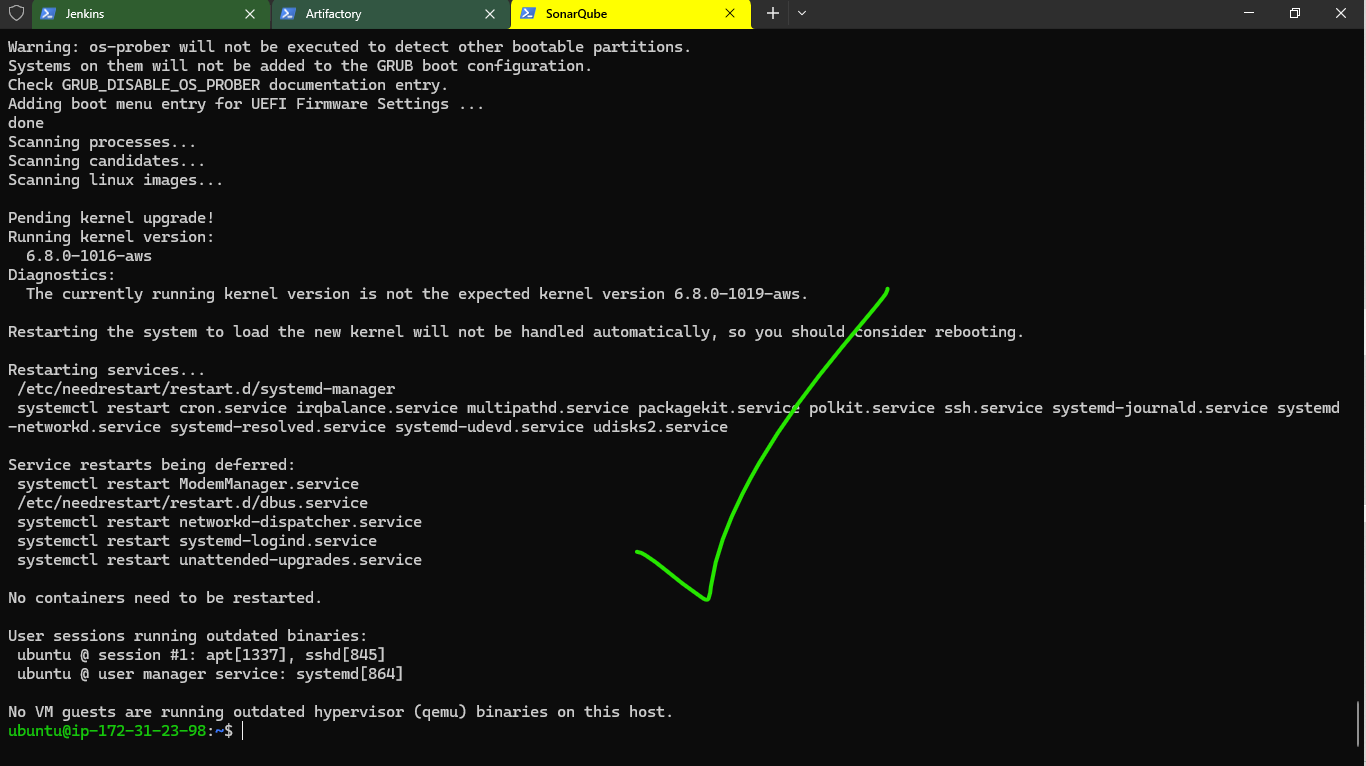 Jenkins
Artifactory
SonarQube
Warning: os-prober will not be executed to detect other bootable partitions.
Systems on them will not be added to the GRUB boot configuration.
Check GRUB_DISABLE_OS_PROBER documentation entry.
Adding boot menu entry for UEFI Firmware Settings ...
done
Scanning processes...
Scanning candidates...
Scanning linux images...
Pending kernel upgrade!
Running kernel version:
6.8.0-1016-aws
Diagnostics:
The currently running kernel version is not the expected kernel version 6.8.0-1019-aws.
Restarting the system to load the new kernel will not be handled automatically, so you should consider rebooting.
Restarting services...
/etc/needrestart/restart.d/systemd-manager
systemctl restart cron.service irqbalance.service multipathd.service packagekit.service polkit.service ssh.service systemd-journald.service systemd
-networkd.service systemd-resolved.service systemd-udevd.service udisks2.service
Service restarts being deferred:
systemctl restart ModemManager.service
/etc/needrestart/restart.d/dbus.service
systemctl restart networkd-dispatcher.service
systemctl restart systemd-logind.service
systemctl restart unattended-upgrades.service
No containers need to be restarted.
User sessions running outdated binaries:
ubuntu @ session #1: apt[1337], sshd[845]
ubuntu @ user manager service: systemd[864]
No VM guests are running outdated hypervisor (qemu) binaries on this host.
ubuntu@ip-172-31-23-98:~$